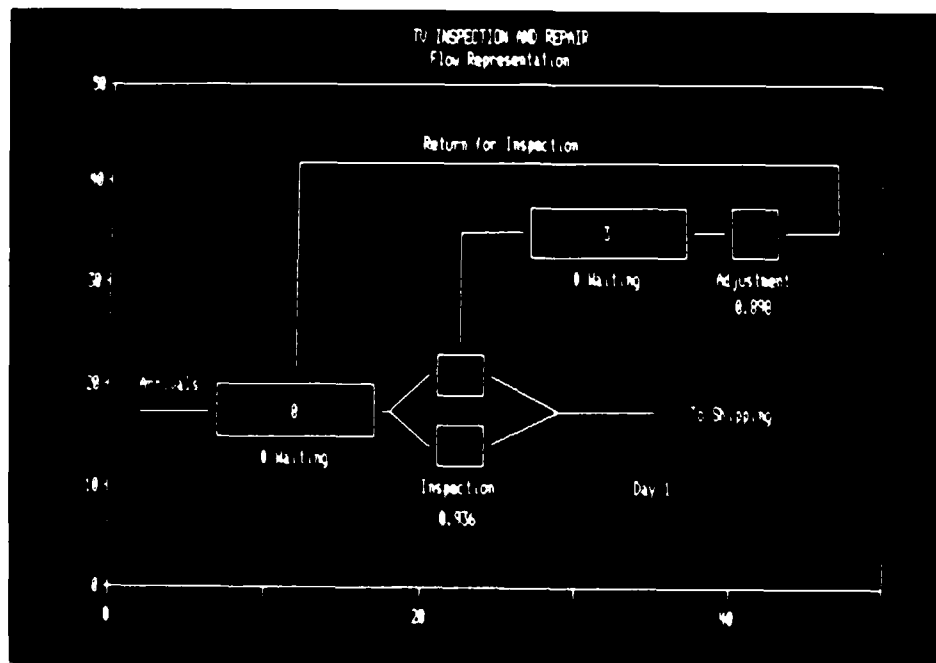 TV INSPECTION AND REPAIR
Flow Representation
50
Return for Inspection
40
3
30
0 Waiting
Adjustment
0.890
20
Arrivals
0
To Shipping
0 Waiting
10
Inspection
Day 1
0.936
0
0
20
40